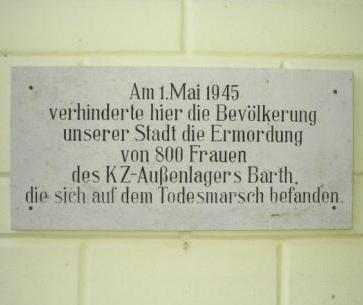 Am 1.Mai 1945
verhinderte hier die Bevölkerung
unserer Stadt die Ermordung
von 800 Frauen
des KZ-Außenlagers Barth,
die sich auf dem Todesmarsch befanden.